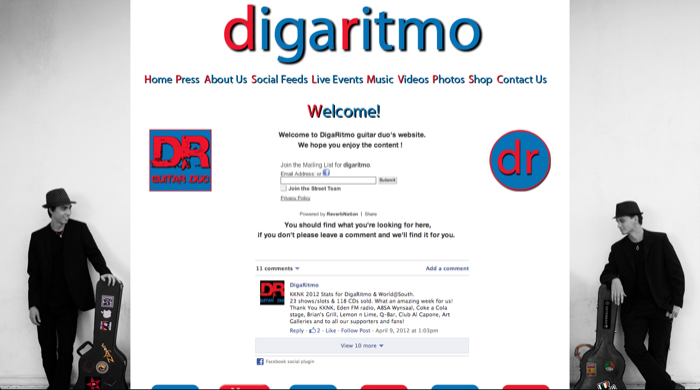 digaritmo
Home Press About Us Social Feeds Live Events Music Videos Photos Shop Contact Us
Welcome!
DR
GUITAR DUO
dr
Welcome to DigaRitmo guitar duo's website.
We hope you enjoy the content !
Join the Mailing List for digaritmo.
Email Address: or
Submit
Join the Street Team
Privacy Policy
Powered by ReverbNation | Share
You should find what you're looking for here,
if you don't please leave a comment and we'll find it for you.
11 comments
Add a comment
DR
GUITAR DUO
DigaRitmo
KKNK 2012 Stats for DigaRitmo & World@South.
23 shows/slots & 118 CDs sold. What an amazing week for us!
Thank You KKNK, Eden FM radio, ABSA Wynsaal, Coke a Cola
stage, Brian's Grill, Lemon n Lime, Q-Bar, Club Al Capone, Art
Galleries and to all our supporters and fans!
Reply · 2 · Like · Follow Post · April 9, 2012 at 1:03pm
View 10 more
Facebook social plugin